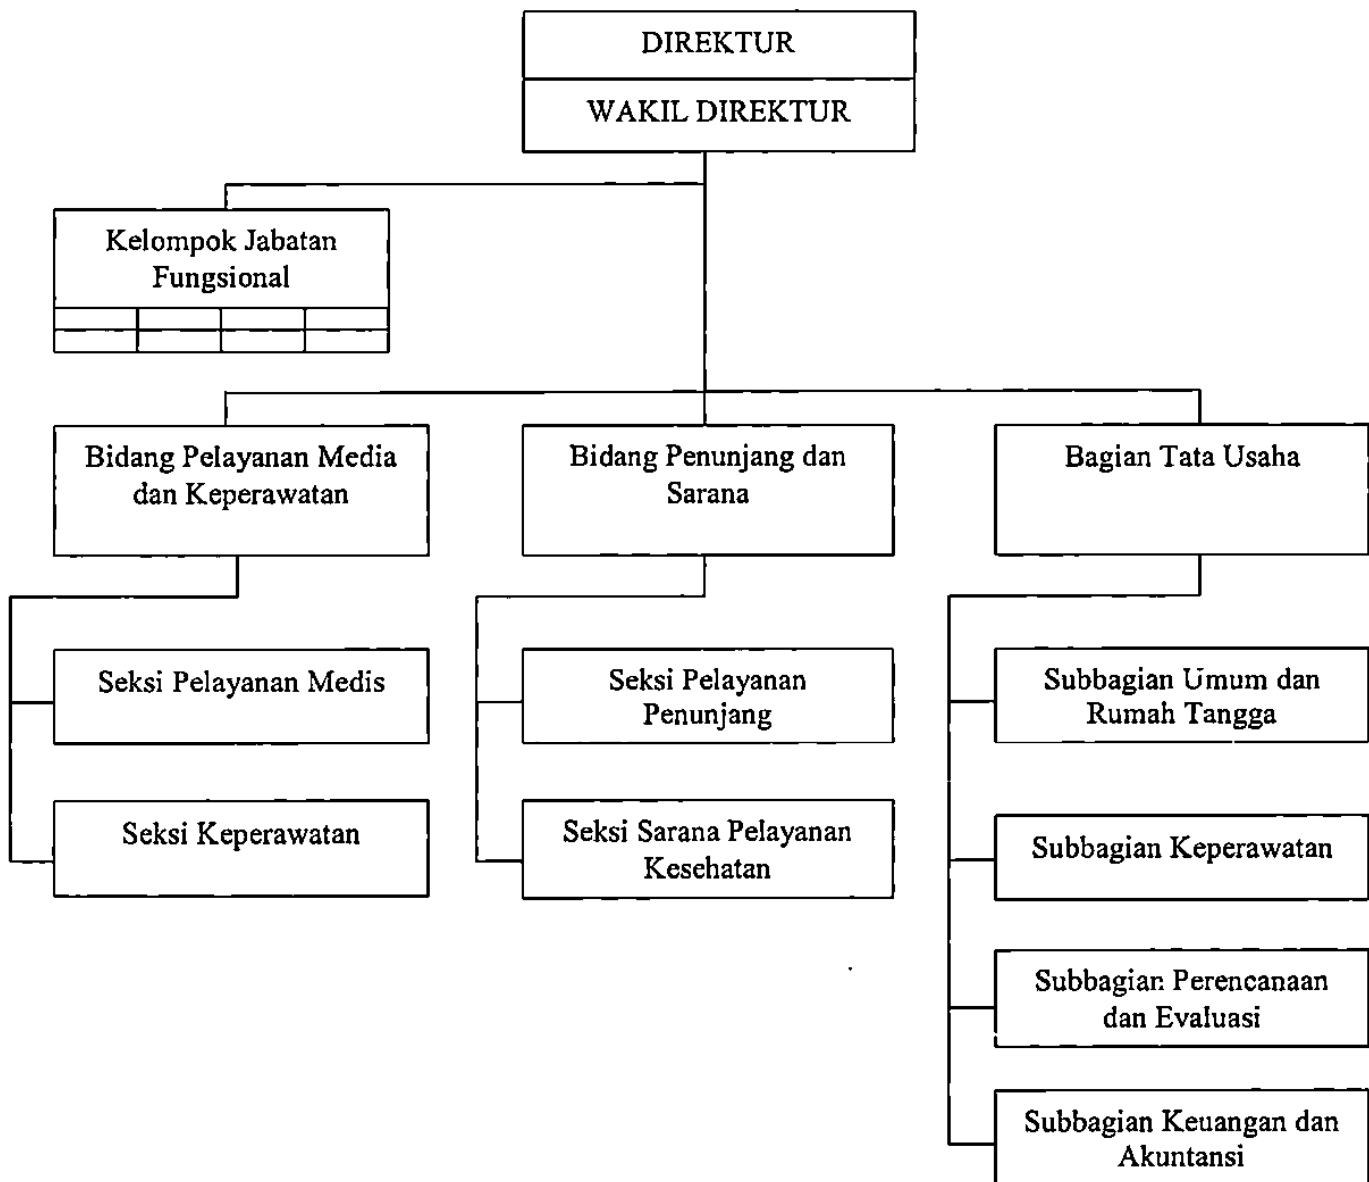 DIREKTUR
WAKIL DIREKTUR
Kelompok Jabatan
Fungsional
Bidang Pelayanan Media
dan Keperawatan
Bidang Penunjang dan
Sarana
Bagian Tata Usaha
Seksi Pelayanan Medis
Seksi Keperawatan
Seksi Pelayanan
Penunjang
Seksi Sarana Pelayanan
Kesehatan
Subbagian Umum dan
Rumah Tangga
Subbagian Keperawatan
Subbagian Perencanaan
dan Evaluasi
Subbagian Keuangan dan
Akuntansi